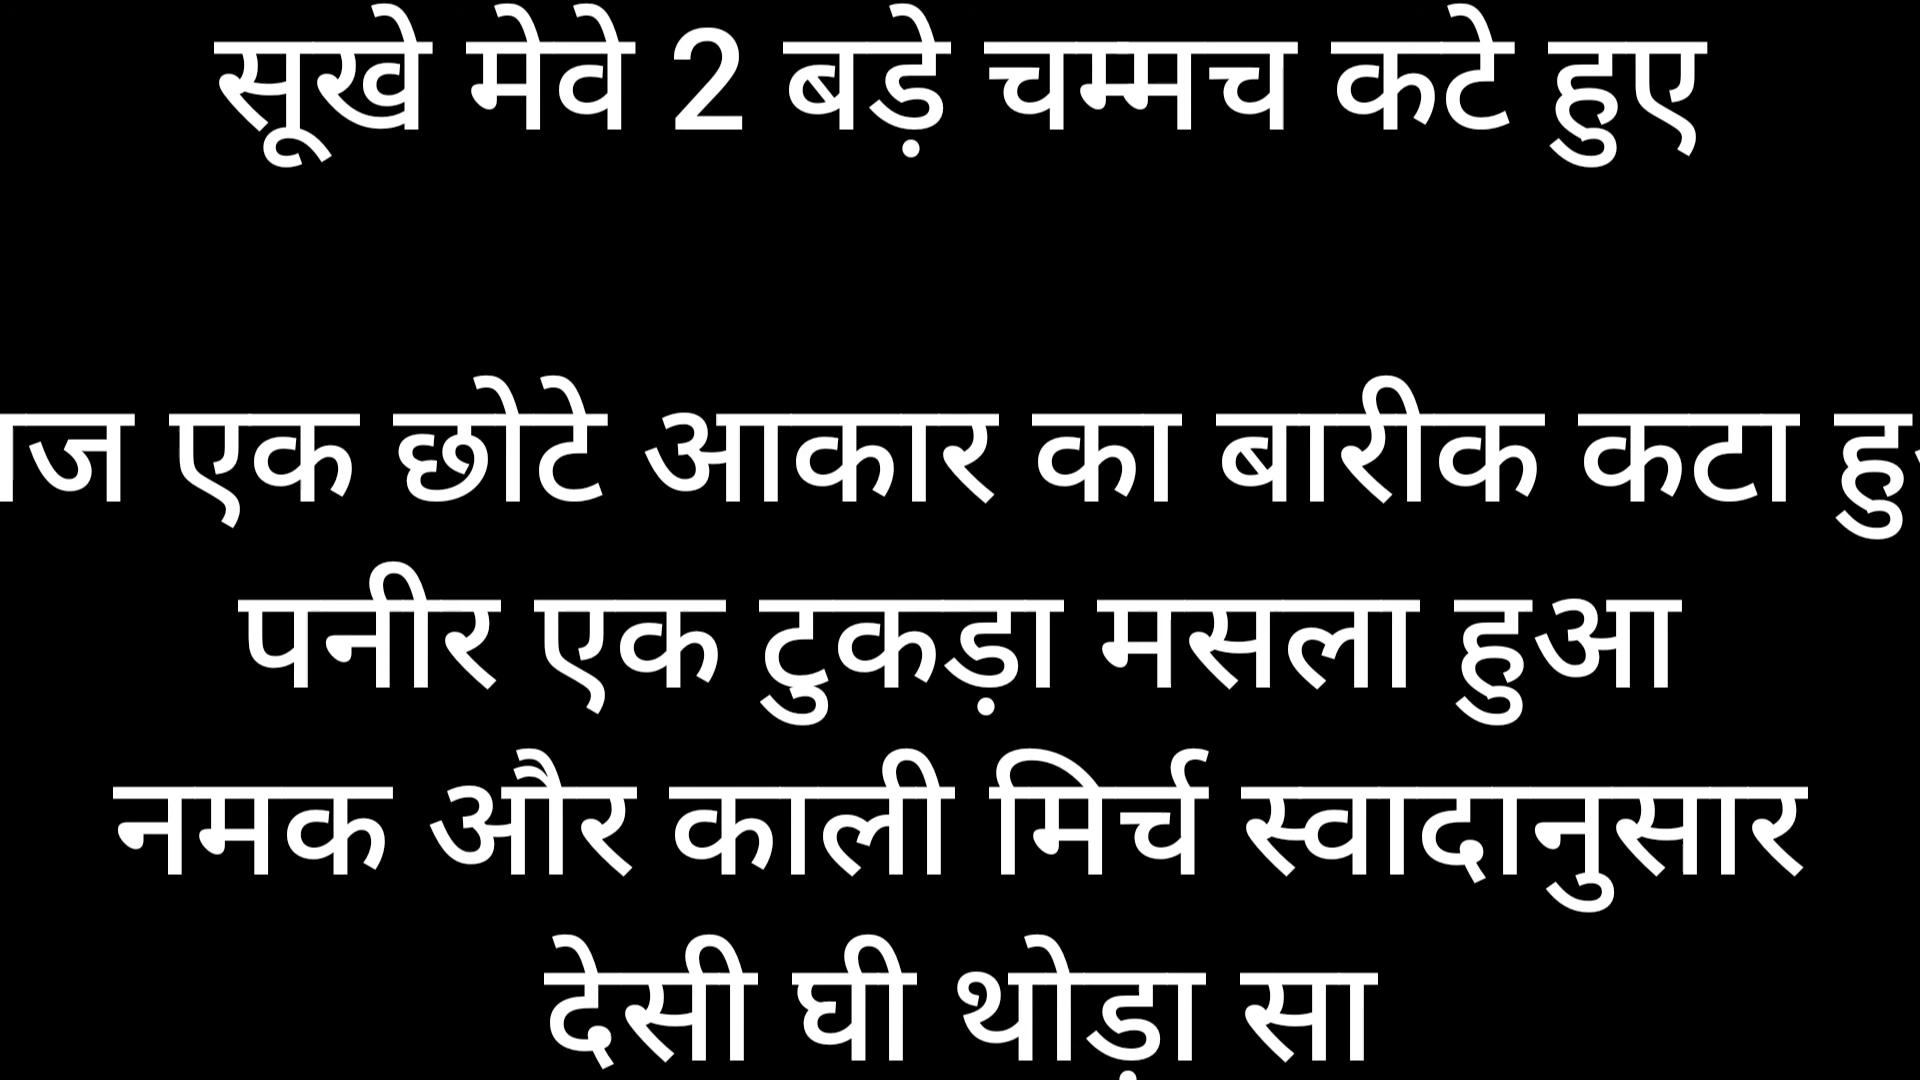 सूखे मेवे 2 बड़े चम्मच कटे हुए
एक छोटे आकार का बारीक कटा
पनीर एक टुकड़ा मसला हुआ
नमक और काली मिर्च स्वादानुसार
देसी घी थोड़ा सा